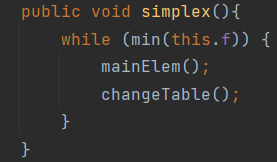 public void simplex(){
while (min(this.f)) {
mainElem();
changeTable();
}
}